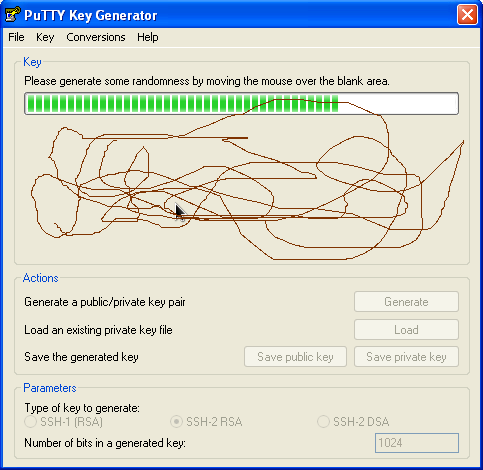 PuTTY Key Generator
File Key Conversions Help
Key
Please generate some randomness by moving the mouse over the blank area.
Actions
Generate a public/private key pair
Generate
Load an existing private key file
Load
Save the generated key
Save public key
Save private key
Parameters
Type of key to generate:
SSH-1 (RSA)
SSH-2 RSA
SSH-2 DSA
Number of bits in a generated key:
1024